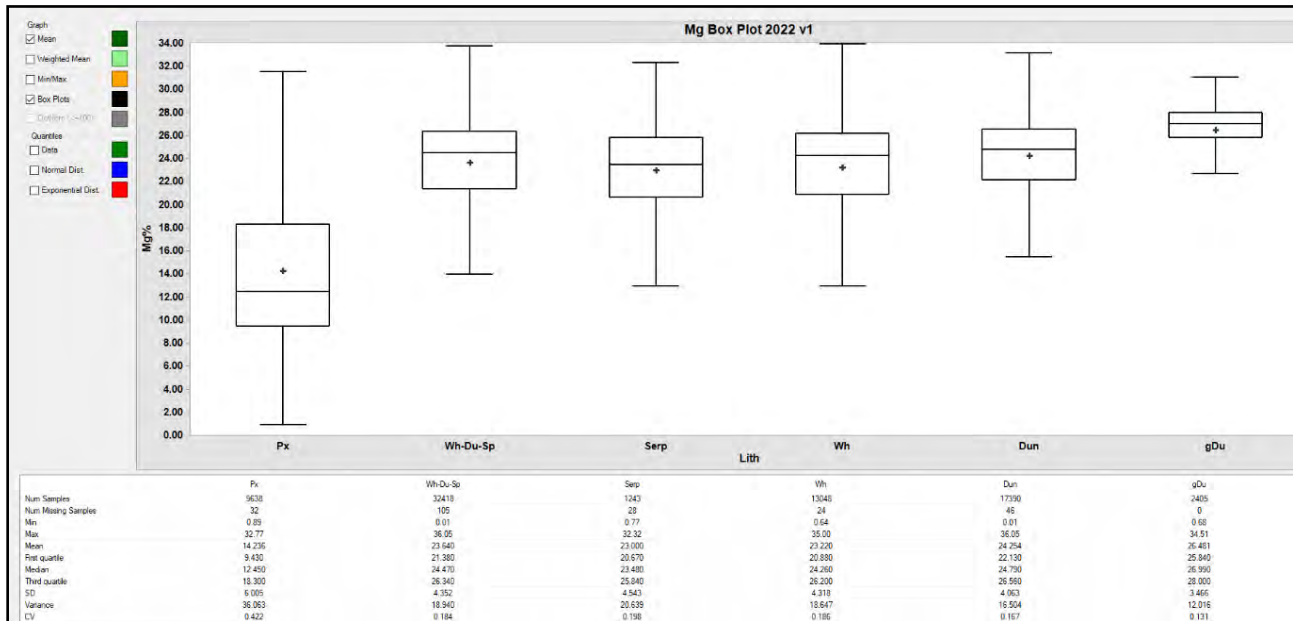 Graph
Mean
Weighted Mean
Min/Max
Box Plots
Quantiles
Data
Normal Dist.
Exponential Dist.
Mg Box Plot 2022 v1
34.00
32.00
30.00
28.00
26.00
24.00
22.00
20.00
18.00
16.00
14.00
12.00
10.00
8.00
6.00
4.00
2.00
0.00
Mg%
Px Wh-Du-Sp Serp Wh Dun gDu
Lith
Px Wh-Du-Sp Serp Wh Dun gDu
Num Samples 9638 32418 1243 13048 17390 2405
Num Missing Samples 32 105 28 24 46 0
Min 0.89 0.01 0.77 0.64 0.01 0.68
Max 32.77 36.05 32.32 35.00 36.05 34.51
Mean 14.236 23.640 23.000 23.220 24.254 26.481
First quartile 9.430 21.380 20.670 20.880 22.130 25.840
Median 12.450 24.470 23.480 24.260 24.790 26.990
Third quartile 18.300 26.340 25.840 26.200 26.560 28.000
SD 6.005 4.352 4.543 4.318 4.063 3.466
Variance 36.063 18.940 20.639 18.647 16.504 12.016
CV 0.422 0.184 0.198 0.186 0.167 0.131